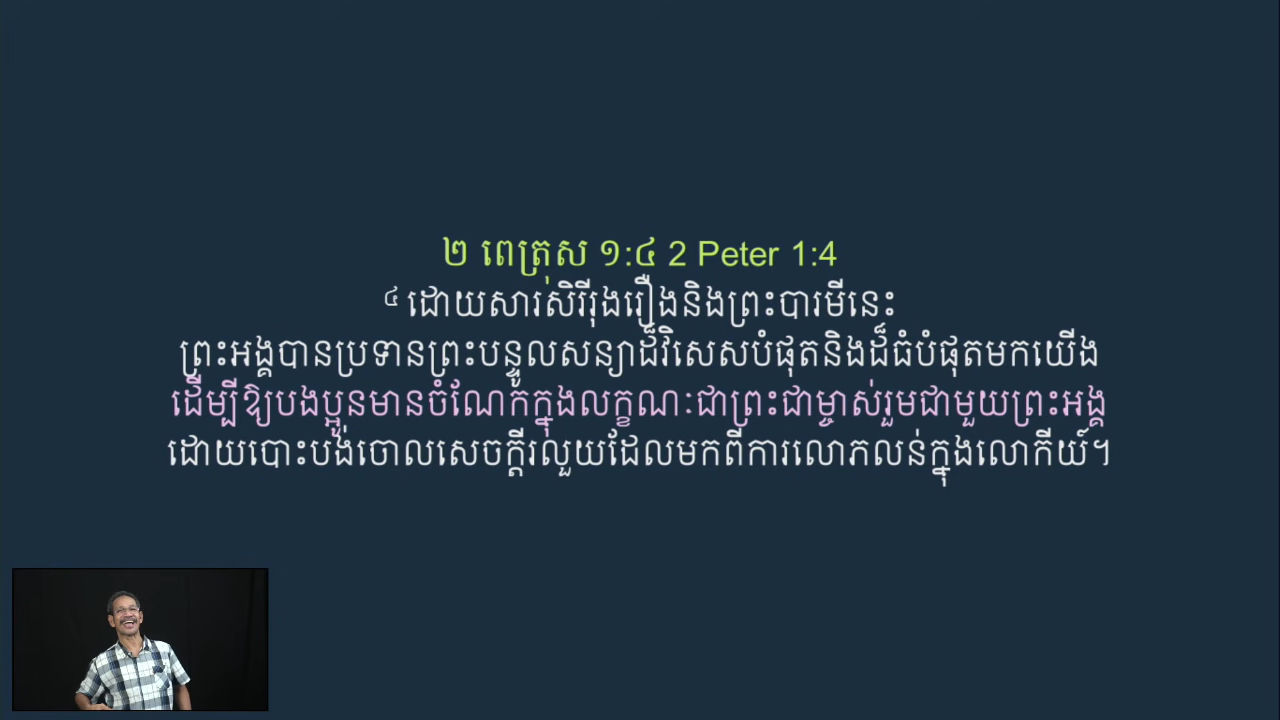 ២ ពេត្រុស ១:៤ 2 Peter 1:4
៤ ដោយសារសិរីរុងរឿងនិងព្រះបារមីនេះ
ព្រះអង្គបានប្រទានព្រះបន្ទូលសន្យាដ៏វិសេសបំផុតនិងដ៏ធំបំផុតមកយើង
ដើម្បីឱ្យបងប្អូនមានចំណែកក្នុងលក្ខណៈជាព្រះជាម្ចាស់រួមជាមួយព្រះអង្គ
ដោយបោះបង់ចោលសេចក្តីរលួយដែលមកពីការលោភលន់ក្នុងលោកីយ៍។